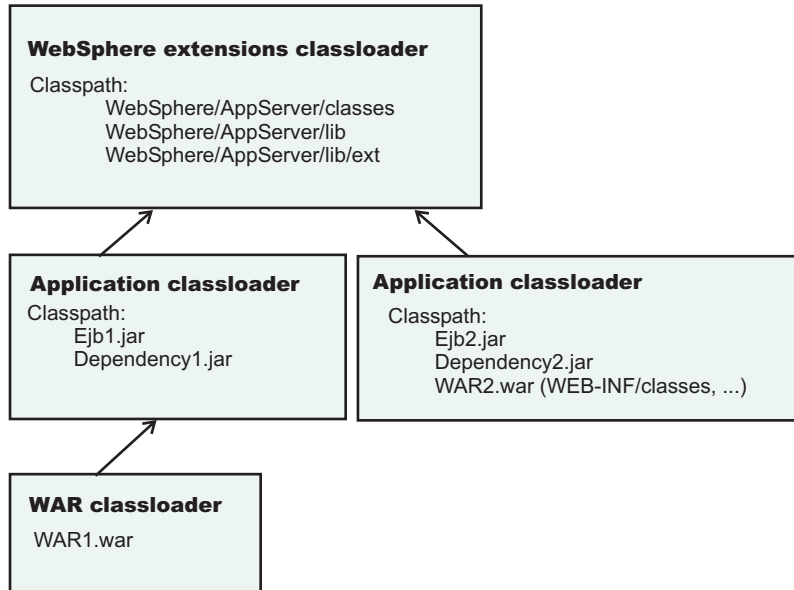 WebSphere extensions classloader
Classpath:
WebSphere/AppServer/classes
WebSphere/AppServer/lib
WebSphere/AppServer/lib/ext
Application classloader
Classpath:
Ejb1.jar
Dependency1.jar
Application classloader
Classpath:
Ejb2.jar
Dependency2.jar
WAR2.war (WEB-INF/classes, ...)
WAR classloader
WAR1.war